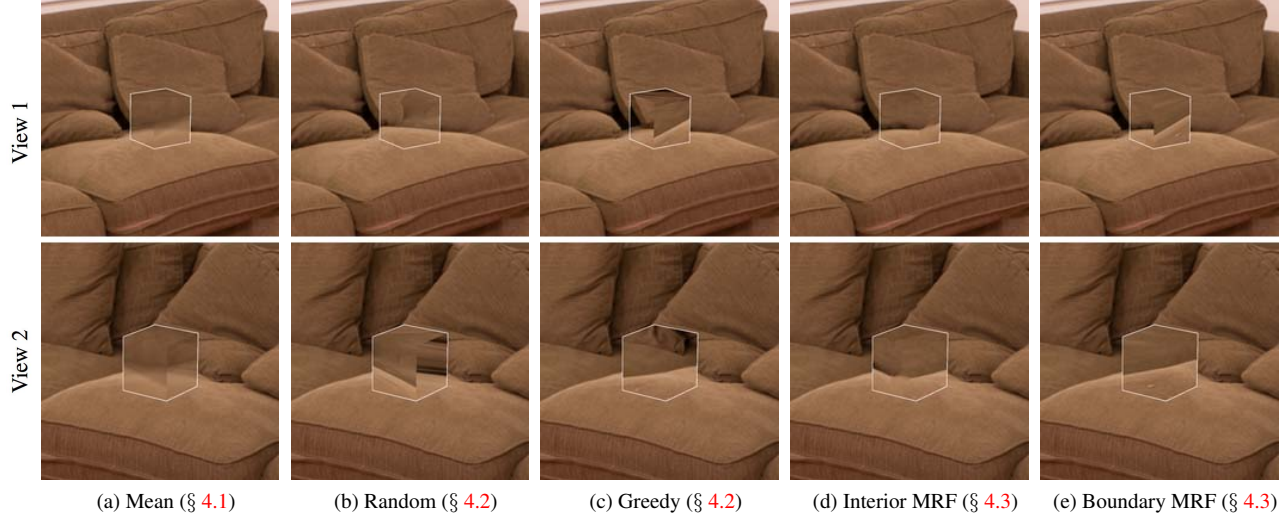 View 1
View 2
(a) Mean (§ 4.1)
(b) Random (§ 4.2)
(c) Greedy (§ 4.2)
(d) Interior MRF (§ 4.3)
(e) Boundary MRF (§ 4.3)